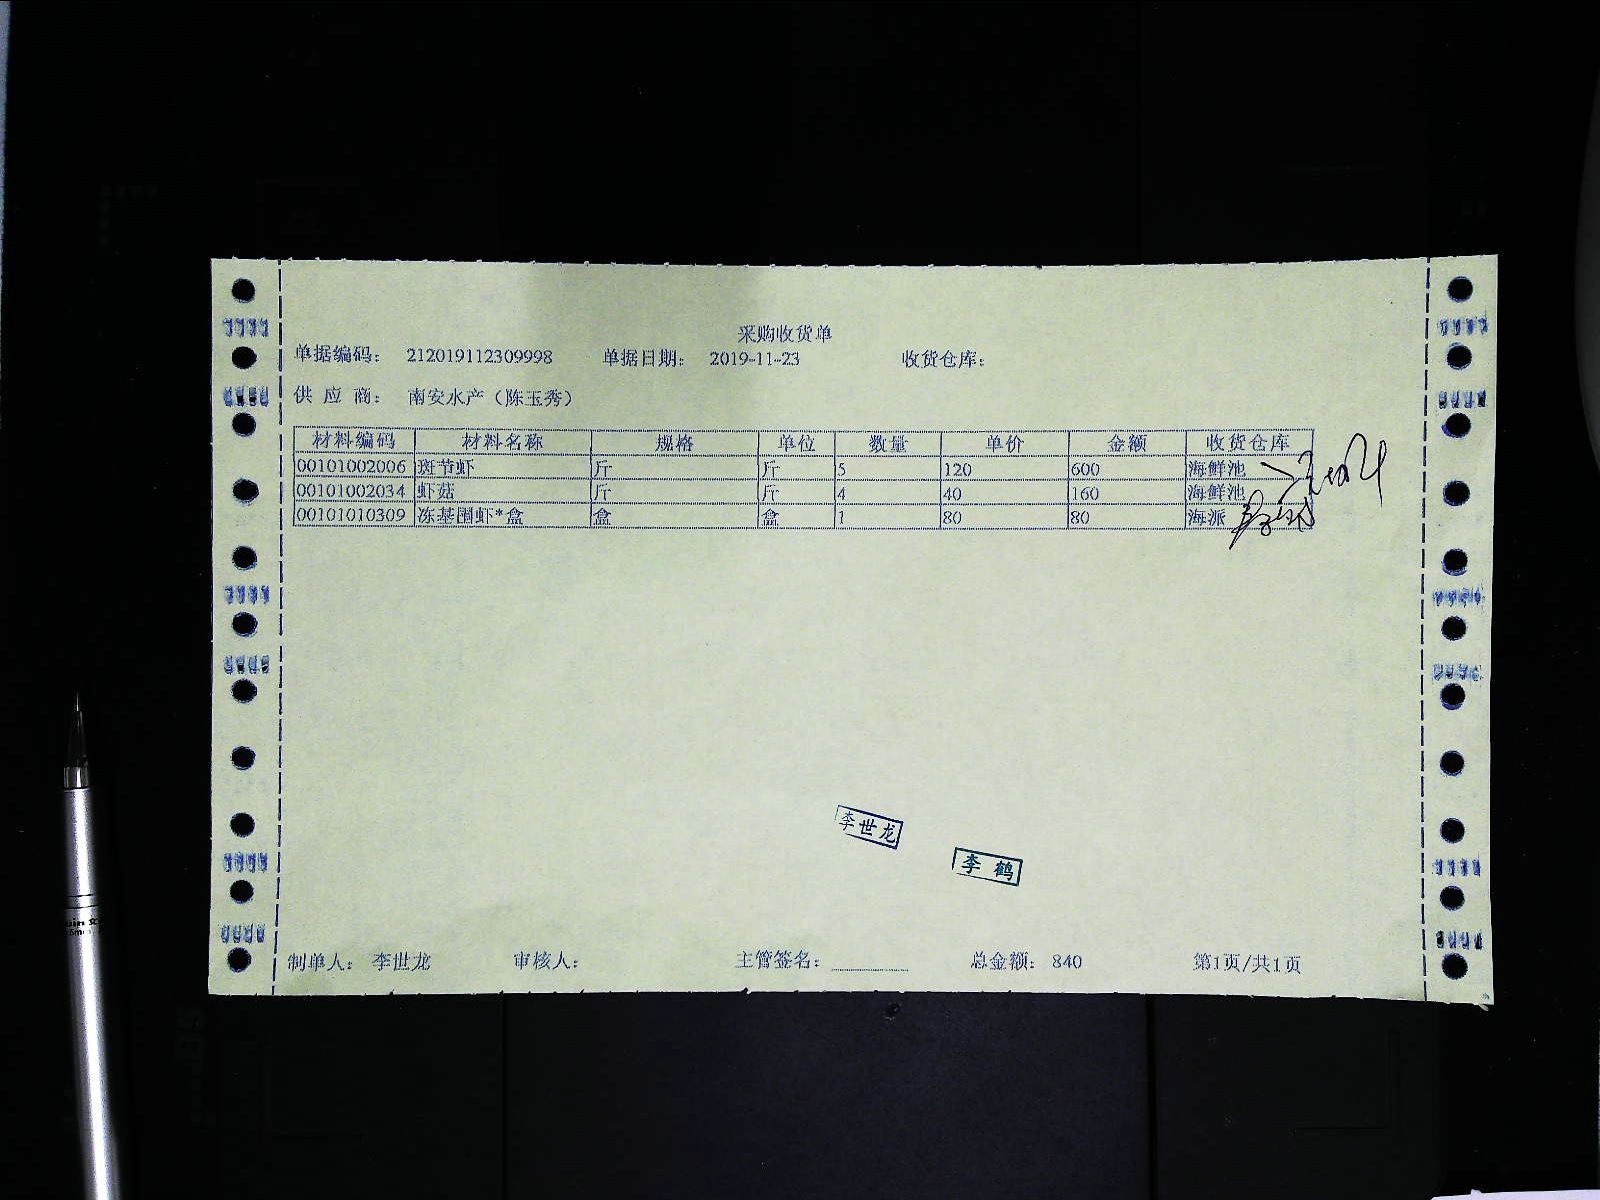 采购收货单
单据编码： 212019112309998 单据日期： 2019-11-23 收货仓库：
供 应 商： 南安水产（陈玉秀）
材料编码 材料名称 规格 单位 数量 单价 金额 收货仓库
00101002006 斑节虾 斤 斤 5 120 600 海鲜池
00101002034 虾菇 斤 斤 4 40 160 海鲜池
00101010309 冻基围虾*盒 盒 盒 1 80 80 海派
李世龙
李 鹤
制单人： 李世龙 审核人： 主管签名： 总金额： 840 第1页/共1页